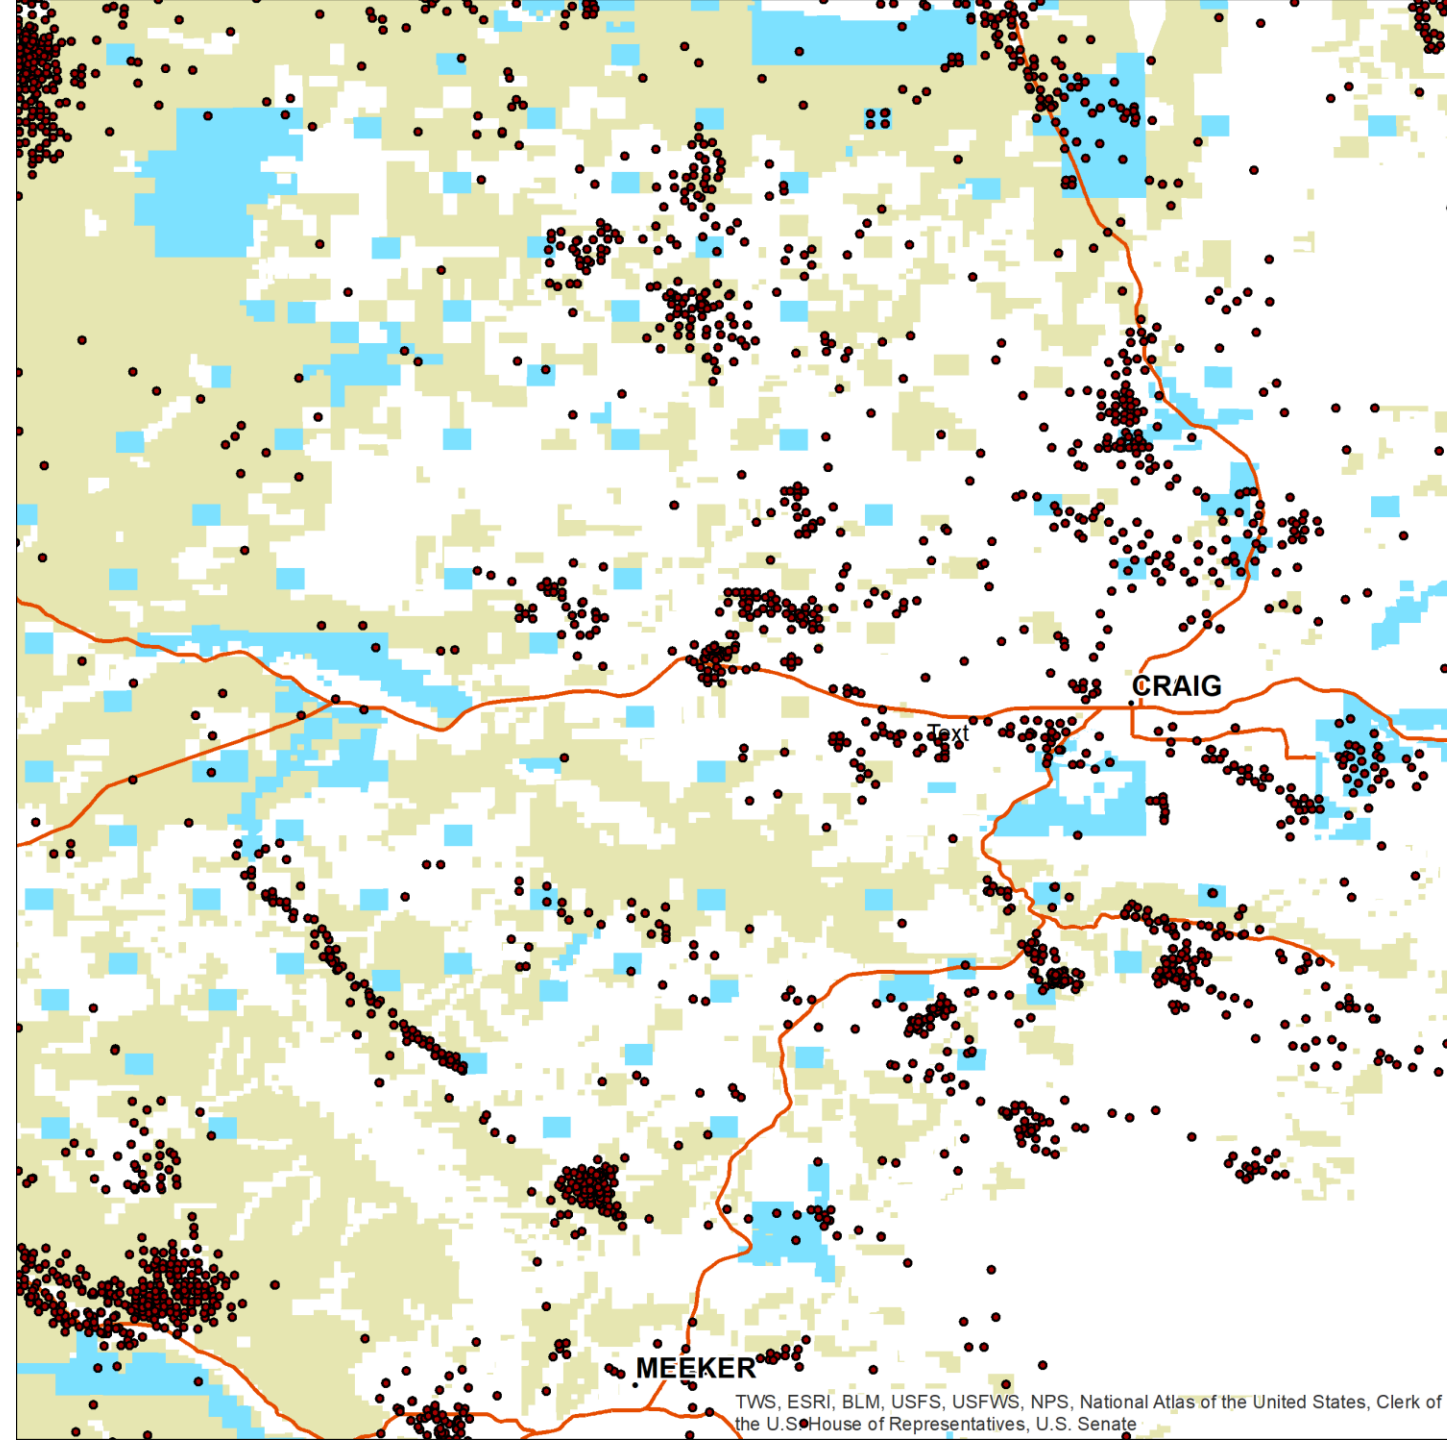 CRAIG
Text
MEEKER
TWS, ESRI, BLM, USFS, USFWS, NPS, National Atlas of the United States, Clerk of
the U.S. House of Representatives, U.S. Senate